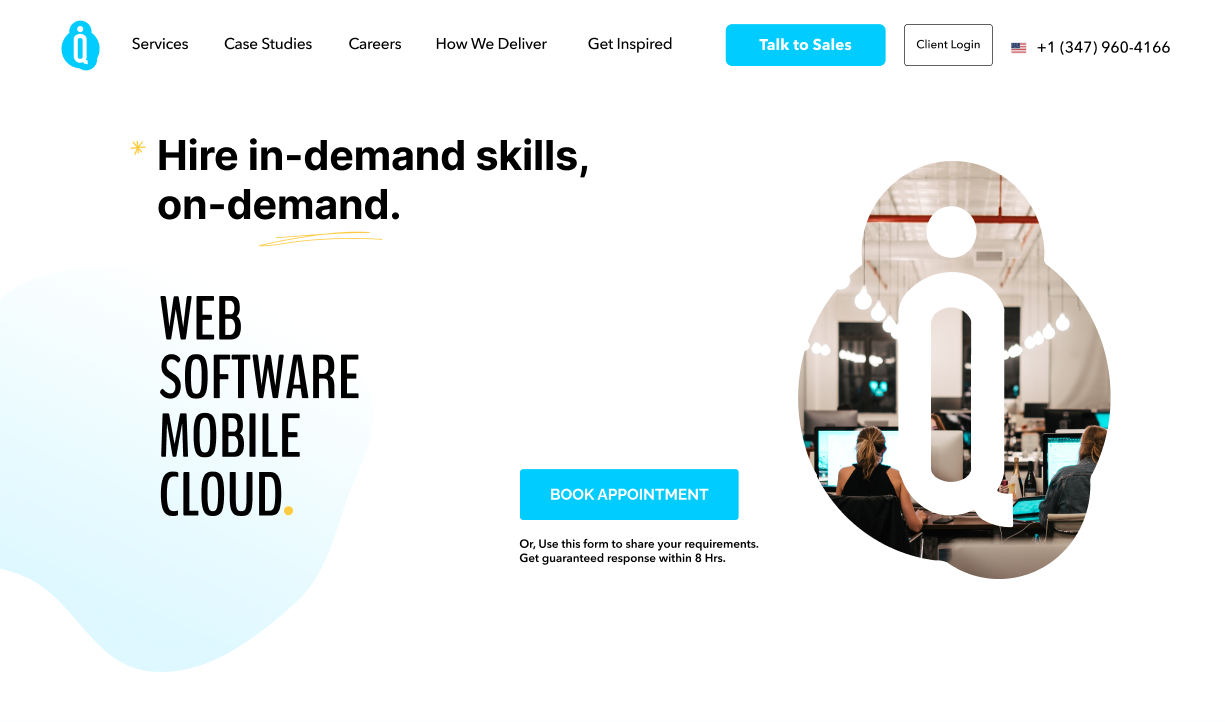 Services Case Studies Careers How We Deliver Get Inspired Talk to Sales Client Login +1 (347) 960-4166
Hire in-demand skills,
on-demand.
WEB
SOFTWARE
MOBILE
CLOUD.
BOOK APPOINTMENT
Or, Use this form to share your requirements.
Get guaranteed response within 8 Hrs.